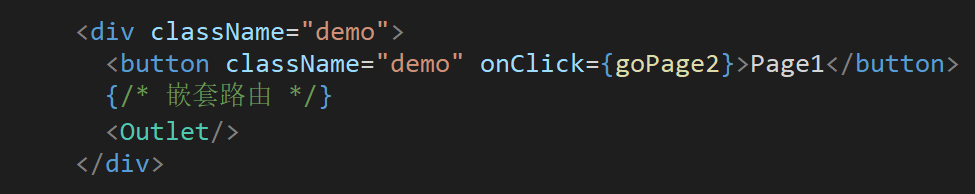 <div className="demo">
<button className="demo" onClick={goPage2}>Page1</button>
{/* 嵌套路由 */}
<Outlet/>
</div>